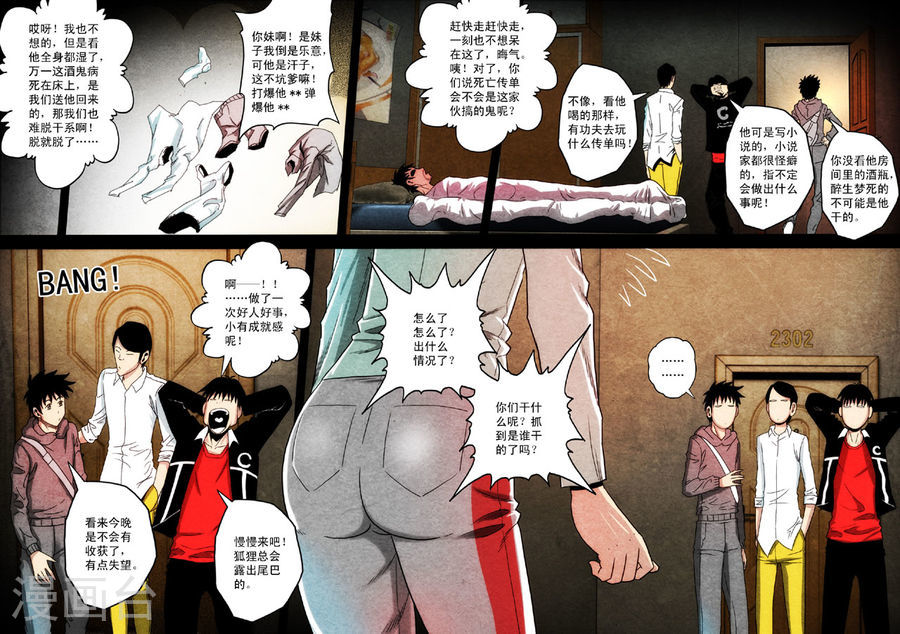 哎呀！我也不
想的，但是看
他全身都湿了，
万一这酒鬼病
死在床上，是
我们送他回来
的，那我们也
难脱干系啊！
脱就脱了……
你妹啊！是妹
子我倒是乐意，
可他是汗子，
这不坑爹嘛！
打爆他**弹
爆他**
赶快走赶快走，
一刻也不想呆
在这了，晦气。
咦！对了，你
们说死亡传单
会不会是这家
伙搞的鬼呢？
不像，看他
喝的那样，
有功夫去玩
什么传单吗！
他可是写小
说的，小说
家都很怪癖
的，指不定
会做出什么
事呢！
你没看他房
间里的酒瓶，
醉生梦死的
不可能是他
干的。
BANG！
啊——！！
……做了一
次好人好事，
小有成就感
呢！
看来今晚
是不会有
收获了，
有点失望。
慢慢来吧！
狐狸总会
露出尾巴
的。
怎么了
怎么了？
出什么
情况了？
你们干什
么呢？抓
到是谁干
的了吗？
……
……
2302
C
C
C
漫画台